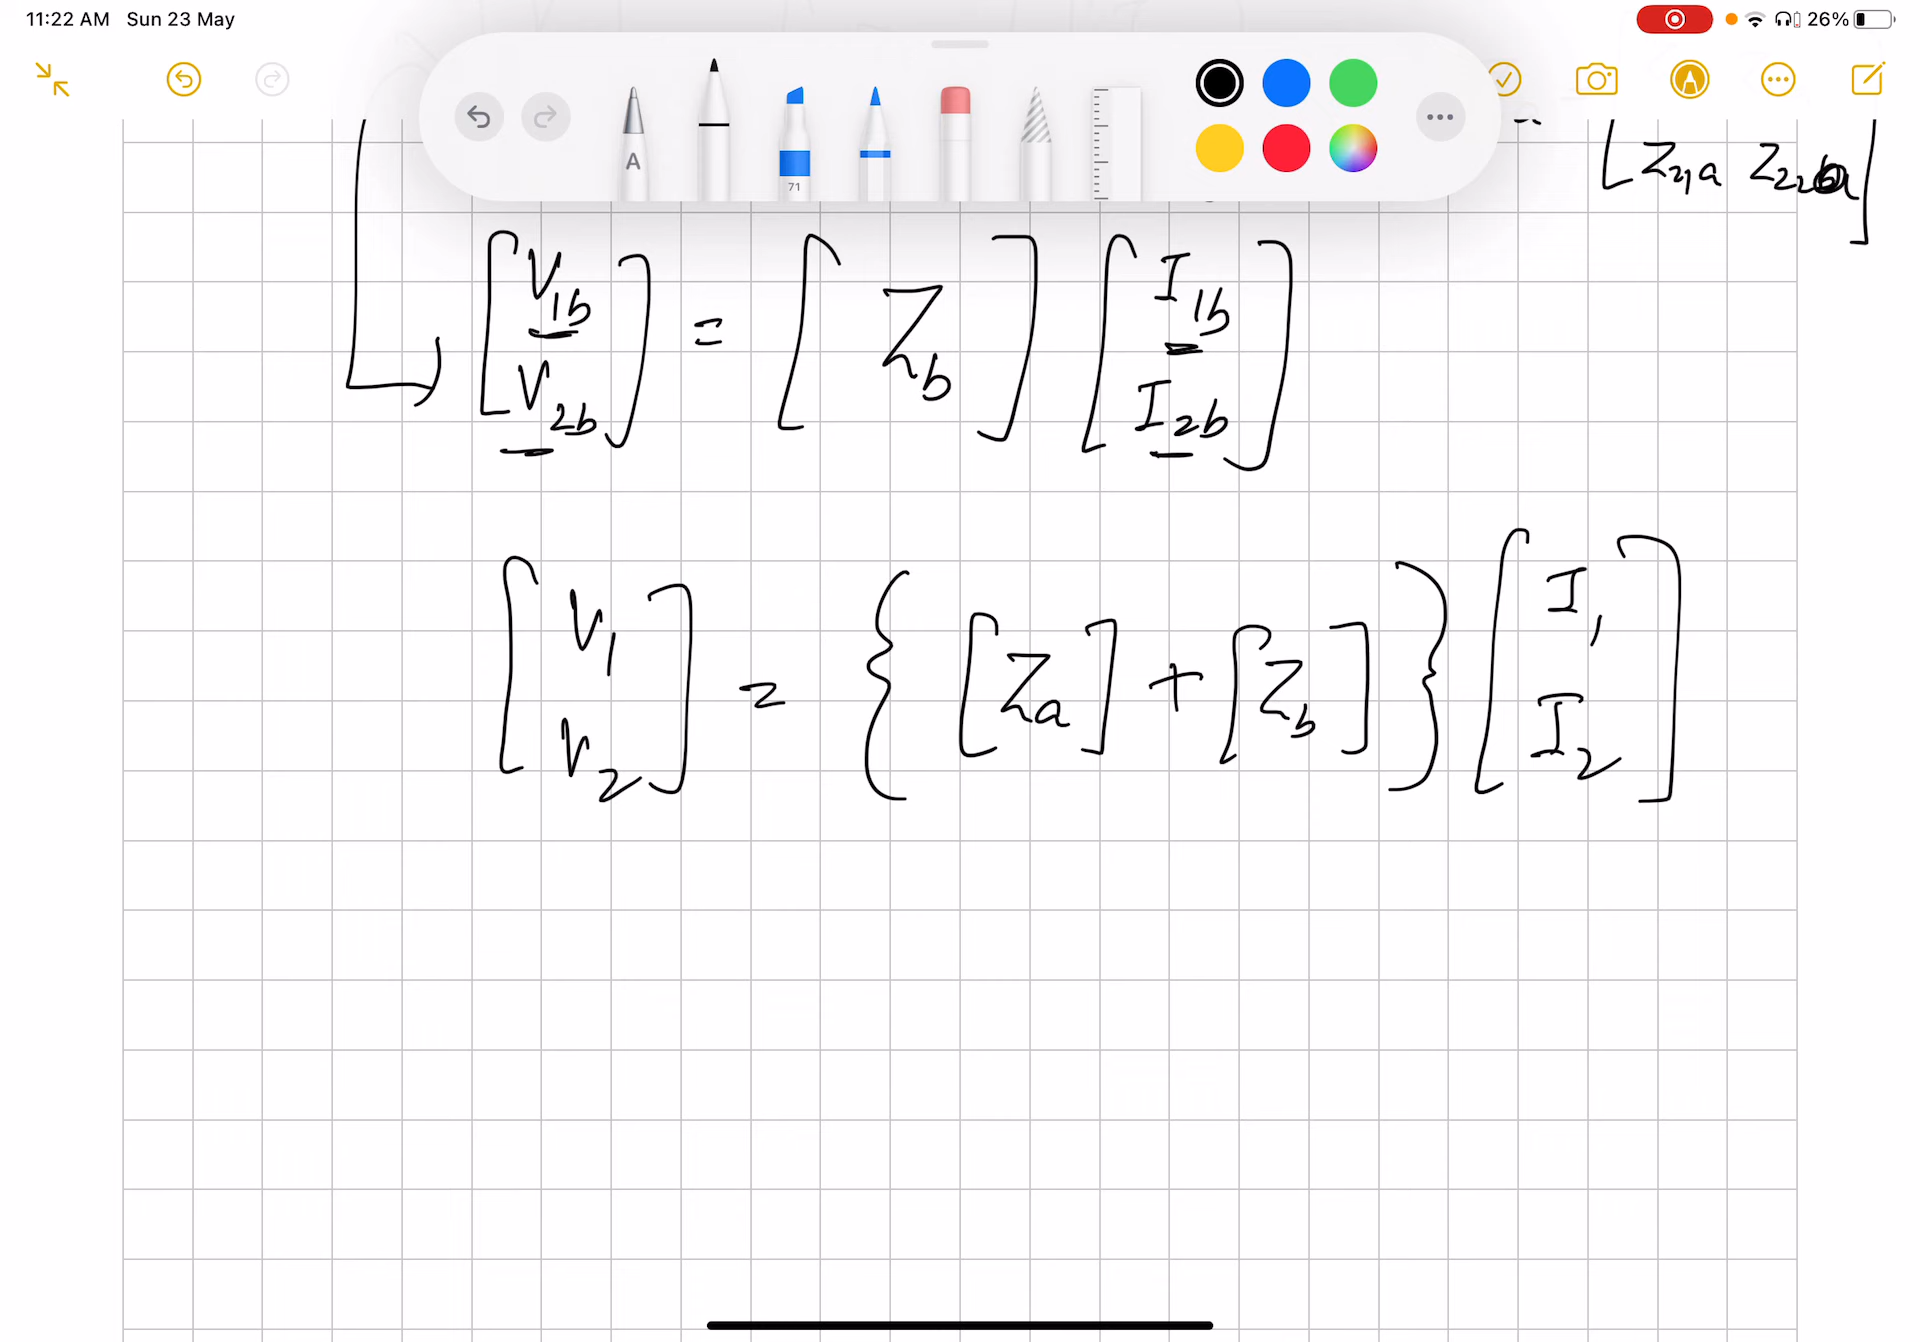 11:22 AM Sun 23 May 26%
A 71
[Z21a Z22a]
[V1b V2b] = [Zb] [I1b I2b]
[V1 V2] = {[Za] + [Zb]} [I1 I2]